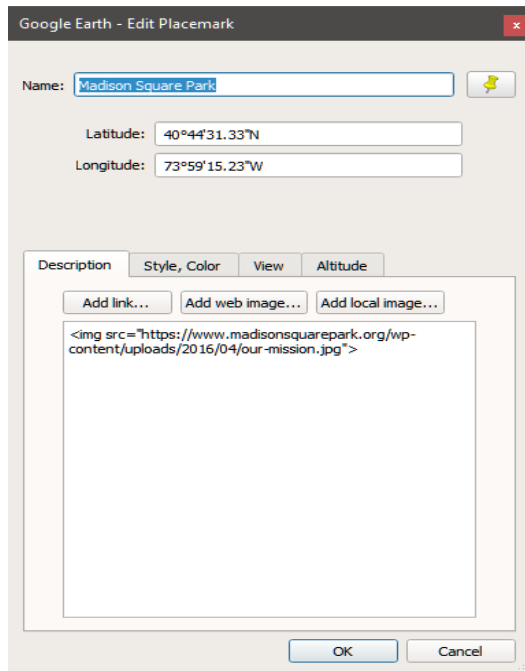 Google Earth - Edit Placemark
x
Name: Madison Square Park
Latitude: 40°44'31.33"N
Longitude: 73°59'15.23"W
Description Style, Color View Altitude
Add link... Add web image... Add local image...
<img src="https://www.madisonsquarepark.org/wp-
content/uploads/2016/04/our-mission.jpg">
OK Cancel